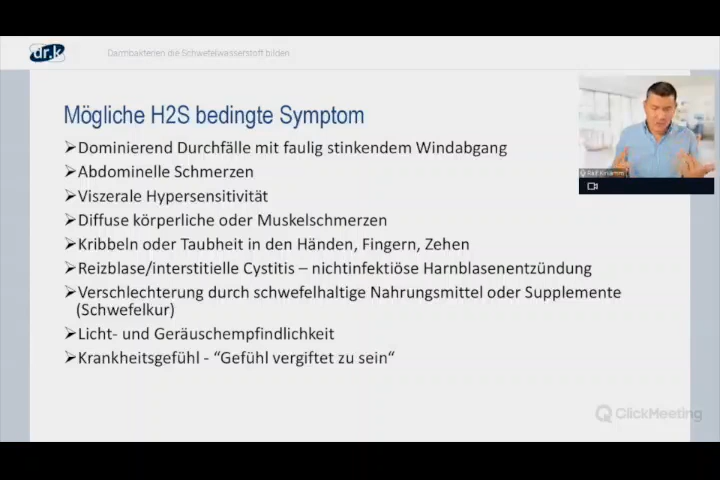 dr.k
Darmbakterien die Schwefelwasserstoff bilden
Mögliche H2S bedingte Symptom
➢Dominierend Durchfälle mit faulig stinkendem Windabgang
➢Abdominelle Schmerzen
➢Viszerale Hypersensitivität
➢Diffuse körperliche oder Muskelschmerzen
➢Kribbeln oder Taubheit in den Händen, Fingern, Zehen
➢Reizblase/interstitielle Cystitis – nichtinfektiöse Harnblasenentzündung
➢Verschlechterung durch schwefelhaltige Nahrungsmittel oder Supplemente
(Schwefelkur)
➢Licht- und Geräuschempfindlichkeit
➢Krankheitsgefühl - “Gefühl vergiftet zu sein“
ClickMeeting